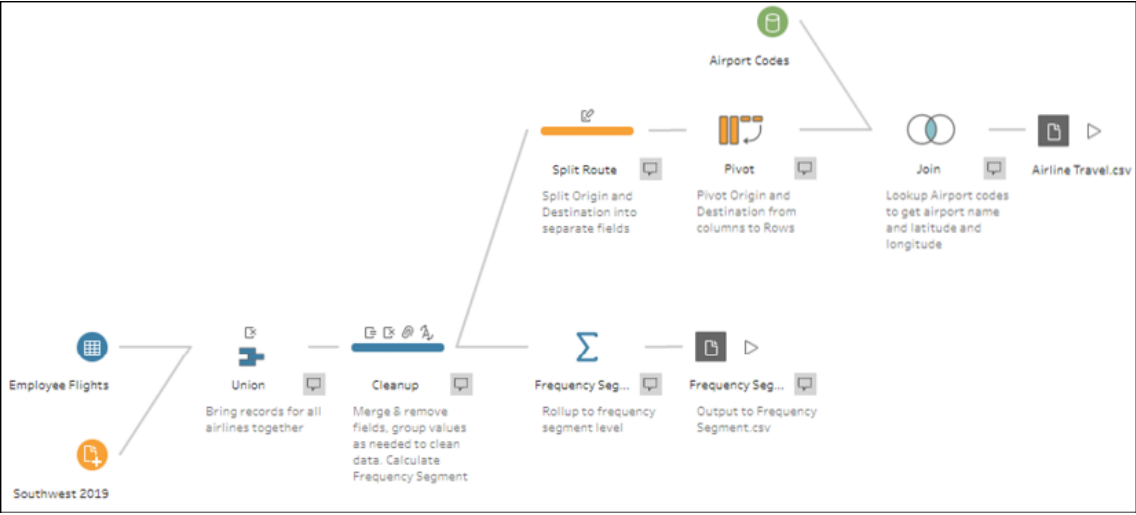 Airport Codes
Split Route
Split Origin and
Destination into
separate fields
Pivot
Pivot Origin and
Destination from
columns to Rows
Join
Lookup Airport codes
to get airport name
and latitude and
longitude
Airline Travel.csv
Employee Flights
Southwest 2019
Union
Bring records for all
airlines together
Cleanup
Merge & remove
fields, group values
as needed to clean
data. Calculate
Frequency Segment
Frequency Seg...
Rollup to frequency
segment level
Frequency Seg...
Output to Frequency
Segment.csv